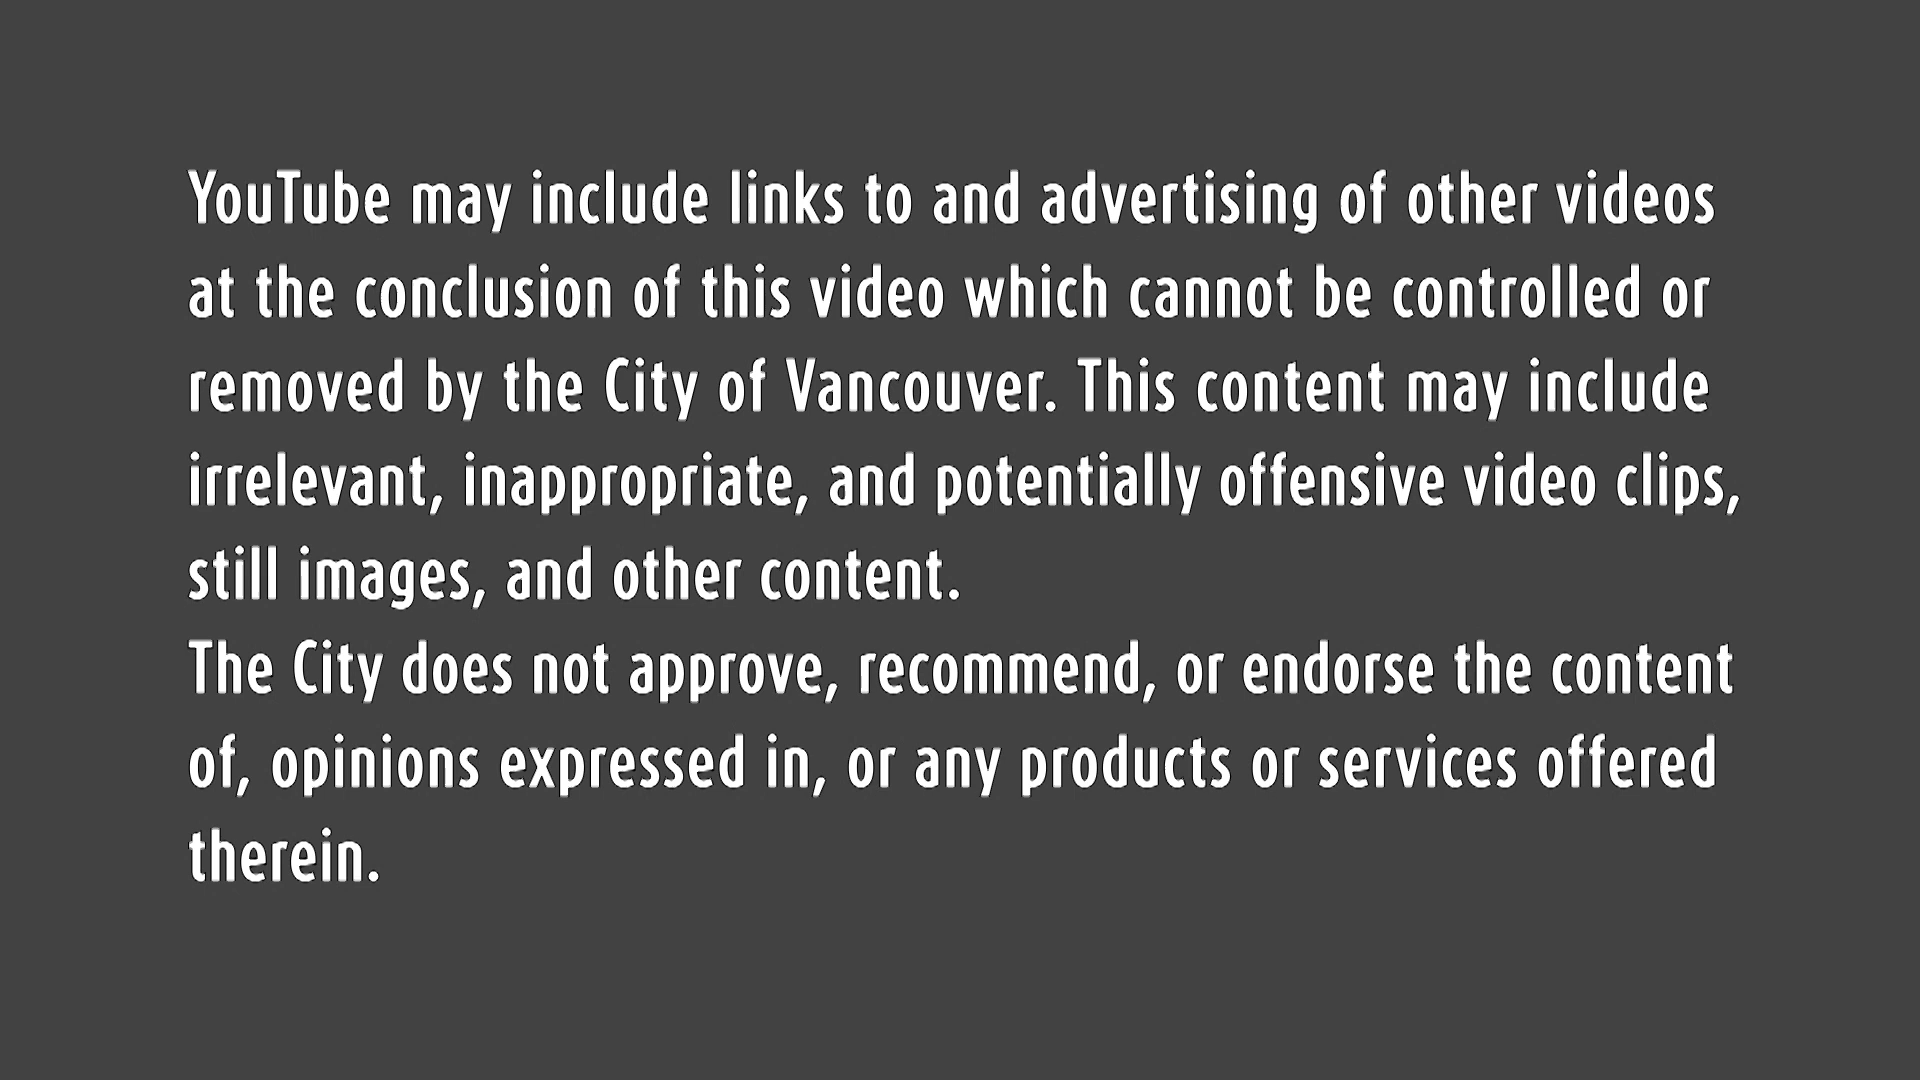 YouTube may include links to and advertising of other videos
at the conclusion of this video which cannot be controlled or
removed by the City of Vancouver. This content may include
irrelevant, inappropriate, and potentially offensive video clips,
still images, and other content.
The City does not approve, recommend, or endorse the content
of, opinions expressed in, or any products or services offered
therein.